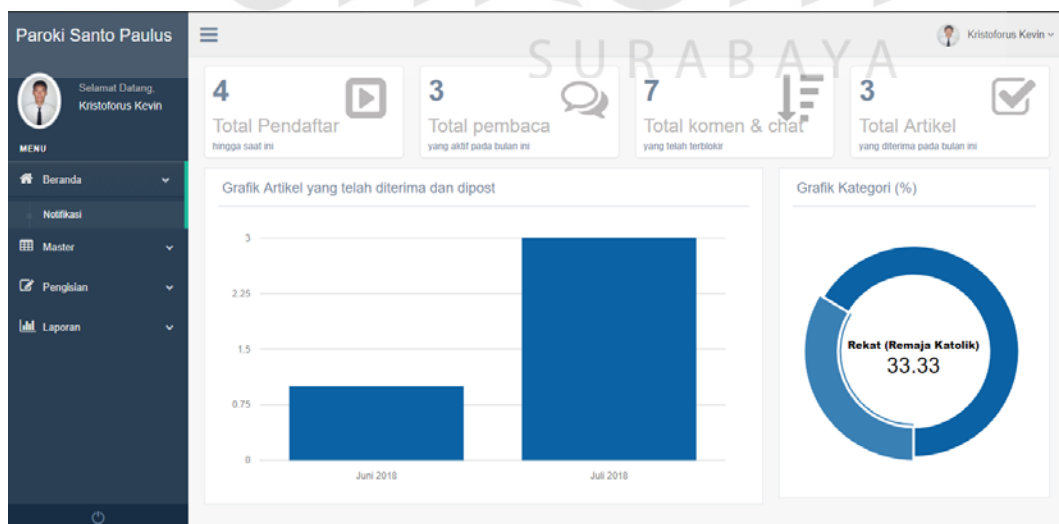 SURABAYA
Paroki Santo Paulus
Kristoforus Kevin
Selamat Datang,
Kristoforus Kevin
MENU
Beranda
Notifikasi
Master
Pengisian
Laporan
4
Total Pendaftar
hingga saat ini
3
Total pembaca
yang aktif pada bulan ini
7
Total komen & chat
yang telah terblokir
3
Total Artikel
yang diterima pada bulan ini
Grafik Artikel yang telah diterima dan dipost
3
2.25
1.5
0.75
0
Juni 2018
Juli 2018
Grafik Kategori (%)
Rekat (Remaja Katolik)
33.33